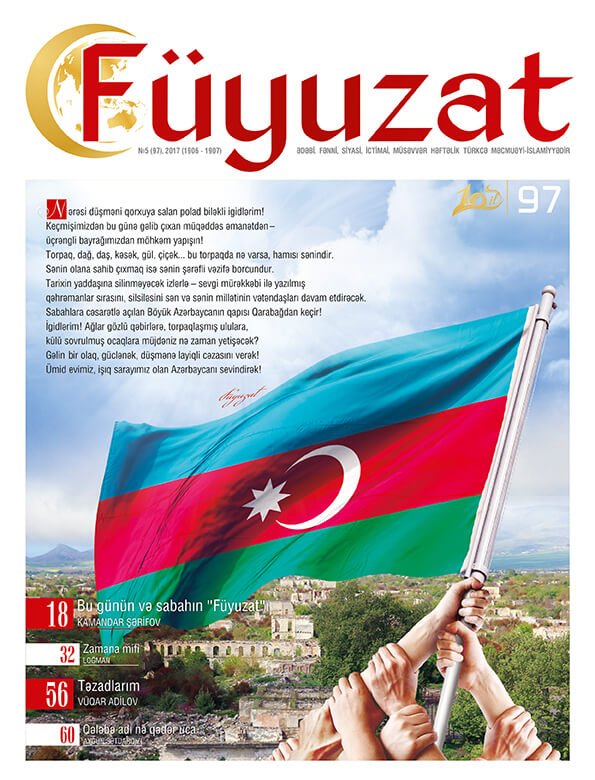 Füyuzat
№5 (97), 2017 (1906 - 1907)
ƏDƏBİ, FƏNNİ, SİYASİ, İCTİMAİ, MÜSƏVVƏR HƏFTƏLİK TÜRKCƏ MƏCMUƏYİ-İSLAMİYYƏDİR
10 il
97
Nərəsi düşməni qorxuya salan polad biləkli igidlərim!
Keçmişimizdən bu günə gəlib çıxan müqəddəs əmanətdən –
üçrəngli bayrağımızdan möhkəm yapışın!
Torpaq, dağ, daş, kəsək, gül, çiçək... bu torpaqda nə varsa, hamısı sənindir.
Sənin olana sahib çıxmaq isə sənin şərəfli vəzifə borcundur.
Tarixin yaddaşına silinməyəcək izlərlə – sevgi mürəkkəbi ilə yazılmış
qəhrəmanlar sırasını, silsiləsini sən və sənin millətinin vətəndaşları davam etdirəcək.
Sabahlara cəsarətlə açılan Böyük Azərbaycanın qapısı Qarabağdan keçir!
İgidlərim! Ağlar gözlü qəbirlərə, torpaqlaşmış ululara,
külü sovrulmuş ocaqlara müjdəniz nə zaman yetişəcək?
Gəlin bir olaq, güclənək, düşmənə layiqli cəzasını verək!
Ümid evimiz, işıq sarayımız olan Azərbaycanı sevindirək!
Füyuzat
18 Bu günün və sabahın "Füyuzat"ı
KAMANDAR ŞƏRİFOV
32 Zamana mifi
LOĞMAN
56 Təzadlarım
VÜQAR ADİLOV
60 Qələbə adı nə qədər uca